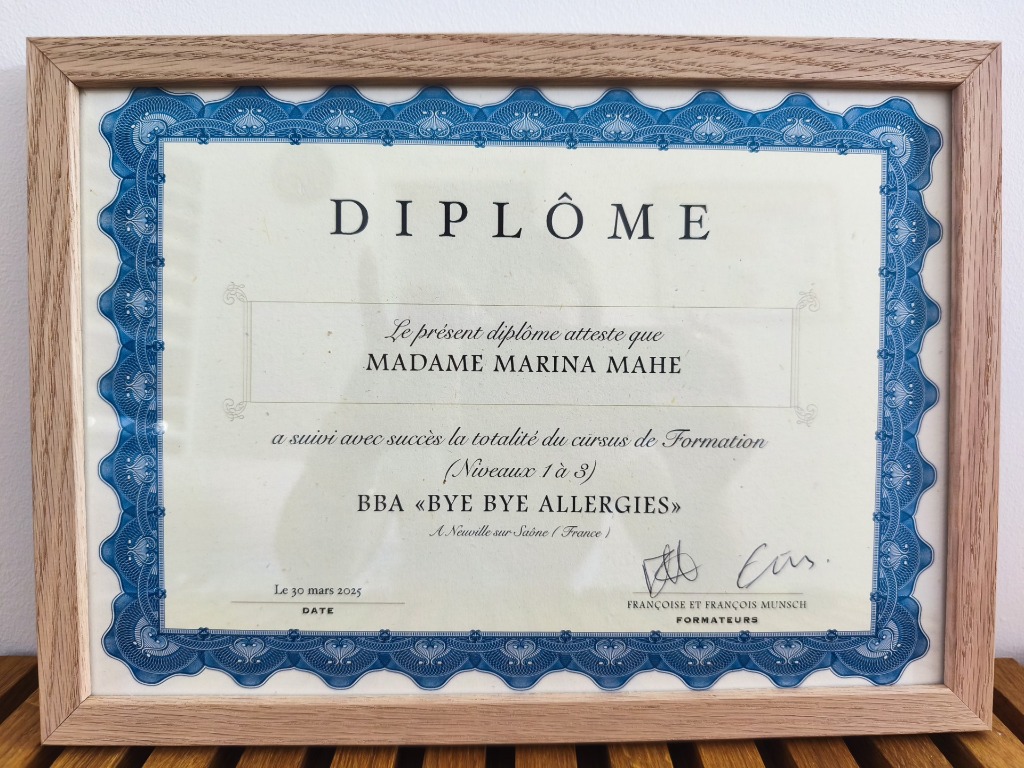 DIPLÔME
Le présent diplôme atteste que
MADAME MARINA MAHE
a suivi avec succès la totalité du cursus de Formation
(Niveaux 1 à 3)
BBA «BYE BYE ALLERGIES»
A Neuville sur Saône ( France )
Le 30 mars 2025
DATE
FRANÇOISE ET FRANÇOIS MUNSCH
FORMATEURS